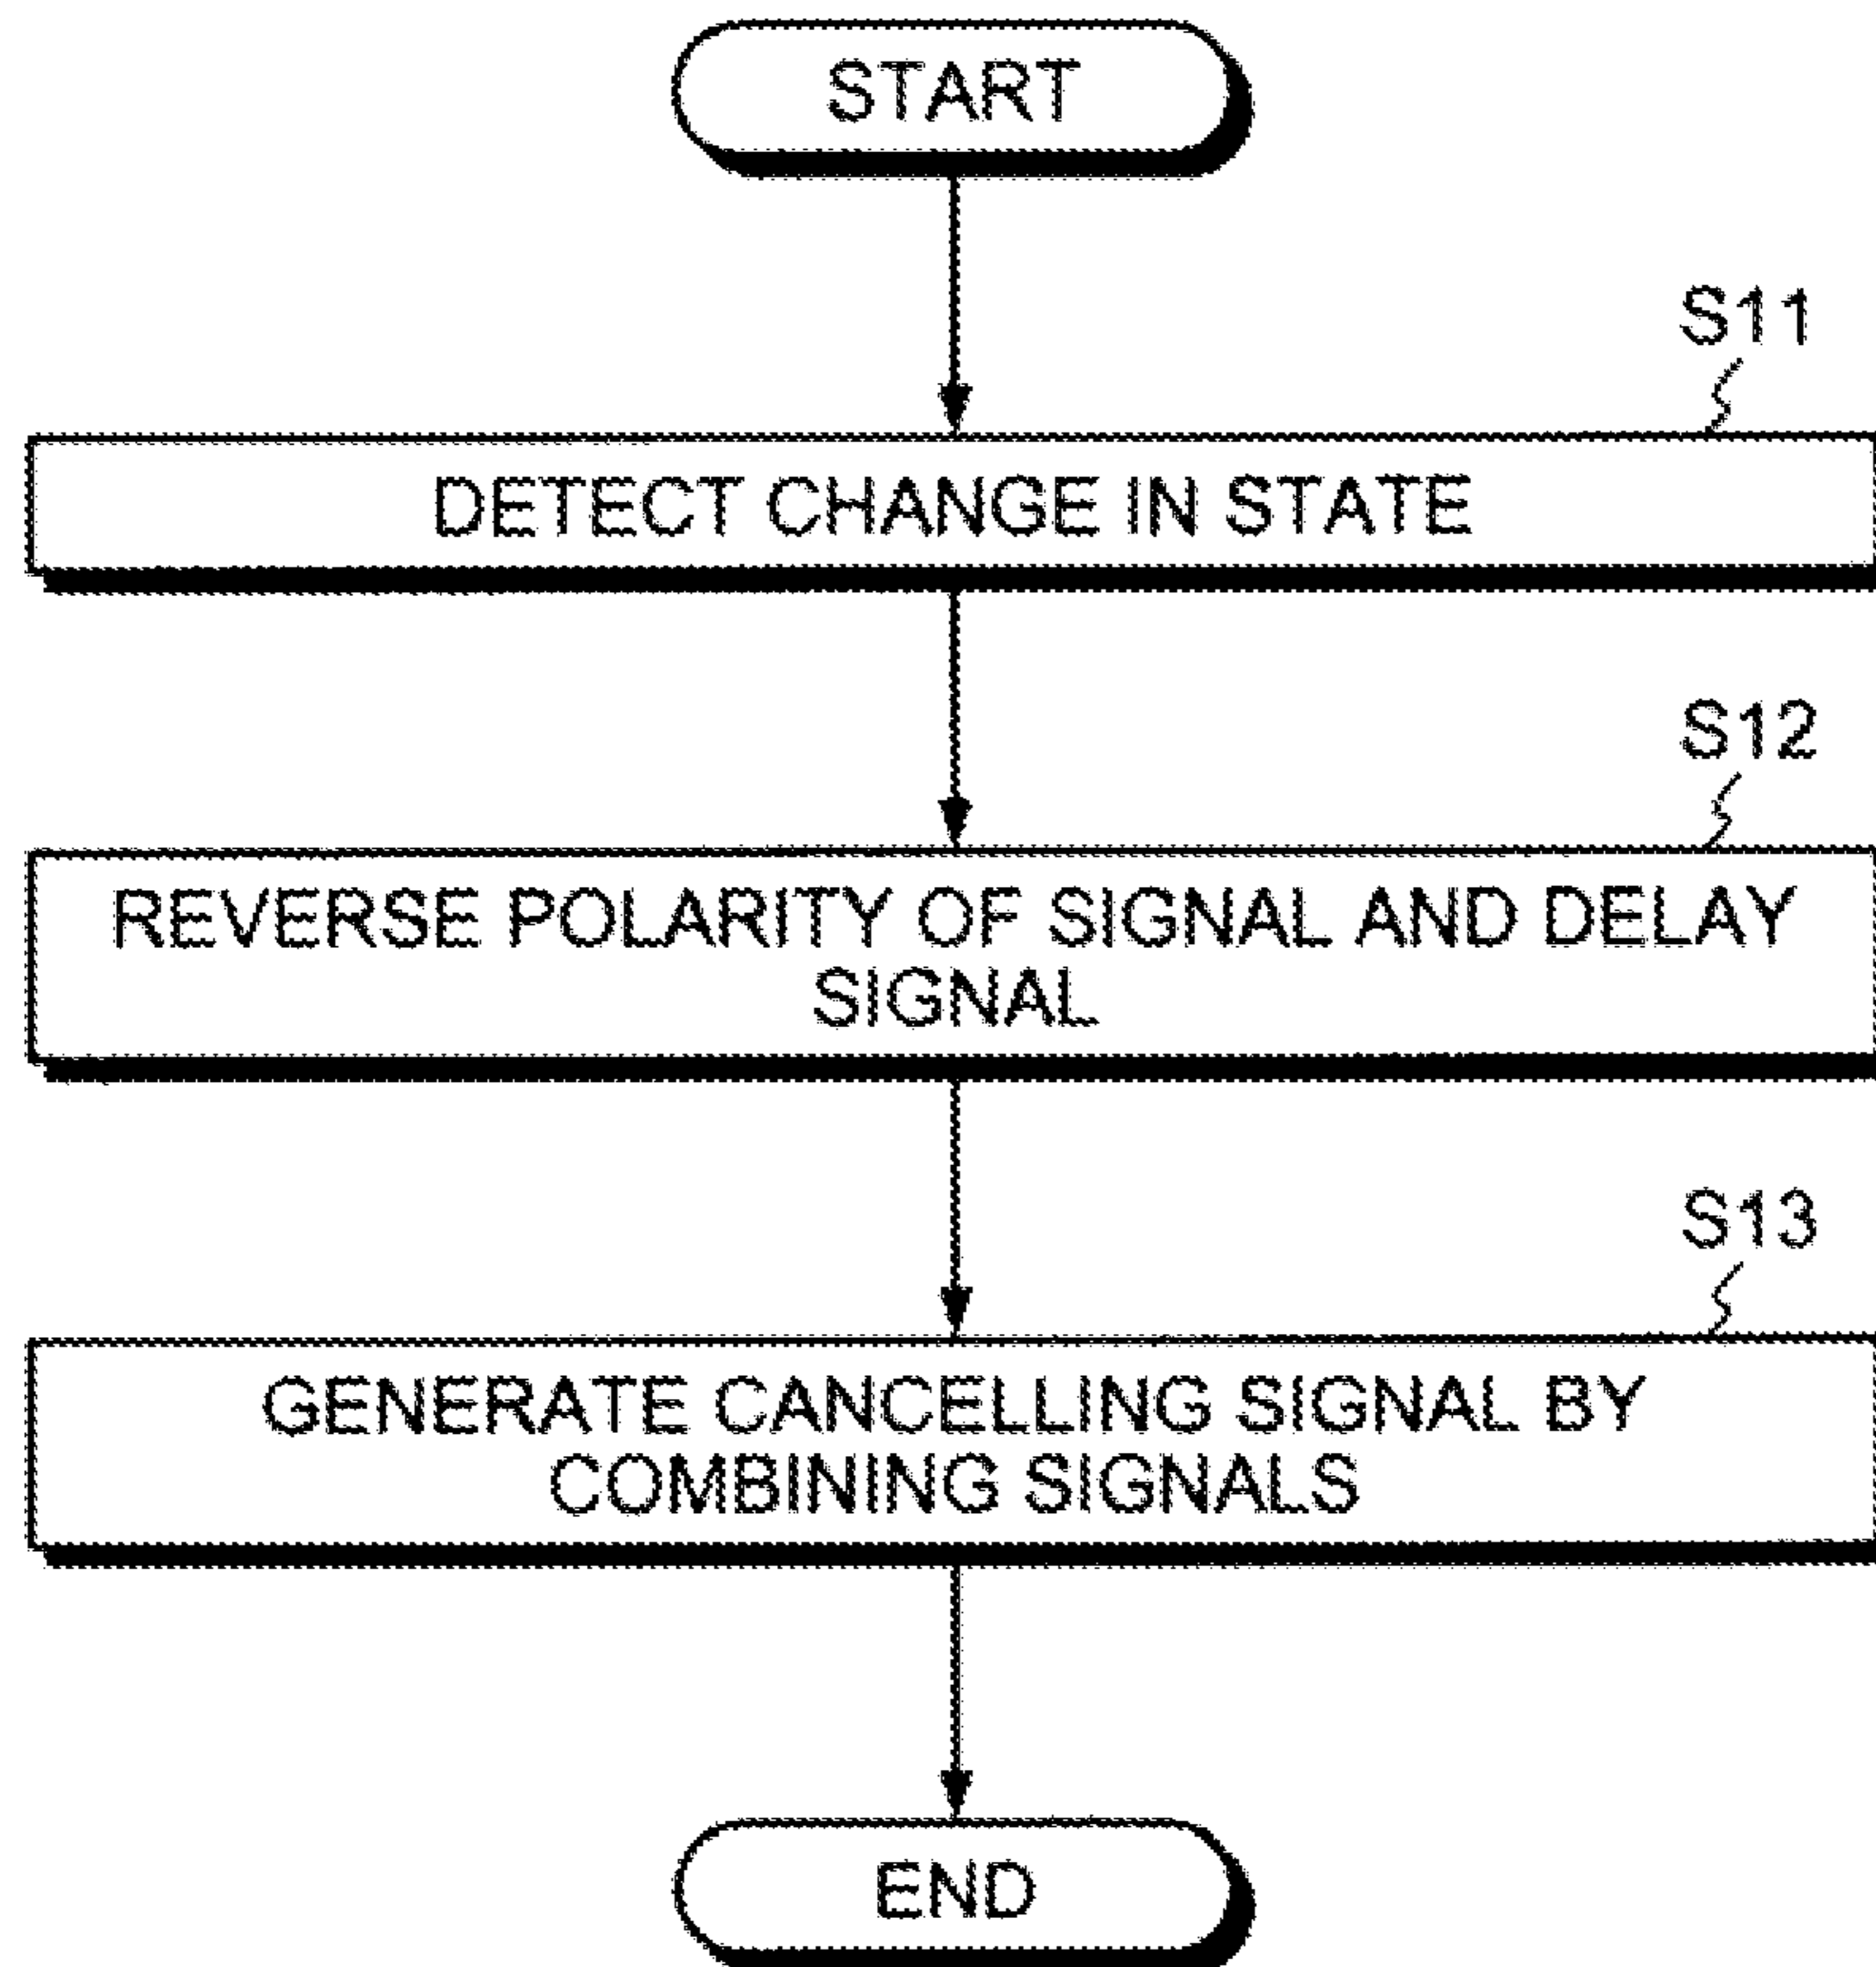 START
S11
DETECT CHANGE IN STATE
S12
REVERSE POLARITY OF SIGNAL AND DELAY
SIGNAL
S13
GENERATE CANCELLING SIGNAL BY
COMBINING SIGNALS
END